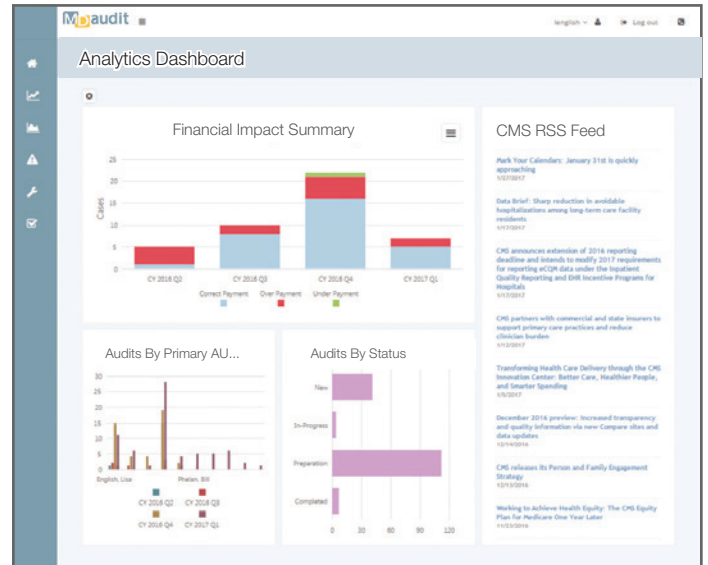 MDaudit
lenglish
Log out
Analytics Dashboard
Financial Impact Summary
25
20
15
10
5
0
Cases
CY 2016 Q2
CY 2016 Q3
CY 2016 Q4
CY 2017 Q1
Correct Payment
Over Payment
Under Payment
Audits By Primary AU...
30
25
20
15
10
5
0
English, Lisa
Phelan, Bill
CY 2016 Q2
CY 2016 Q3
CY 2016 Q4
CY 2017 Q1
Audits By Status
New
In-Progress
Preparation
Completed
0
30
60
90
120
CMS RSS Feed
Mark Your Calendars: January 31st is quickly
approaching
1/27/2017
Data Brief: Sharp reduction in avoidable
hospitalizations among long-term care facility
residents
1/17/2017
CMS announces extension of 2016 reporting
deadline and intends to modify 2017 requirements
for reporting eCQM data under the Inpatient
Quality Reporting and EHR Incentive Programs for
Hospitals
1/17/2017
CMS partners with commercial and state insurers to
support primary care practices and reduce
clinician burden
1/12/2017
Transforming Health Care Delivery through the CMS
Innovation Center: Better Care, Healthier People,
and Smarter Spending
1/5/2017
December 2016 preview: Increased transparency
and quality information via new Compare sites and
data updates
12/14/2016
CMS releases its Person and Family Engagement
Strategy
12/13/2016
Working to Achieve Health Equity: The CMS Equity
Plan for Medicare One Year Later
11/23/2016